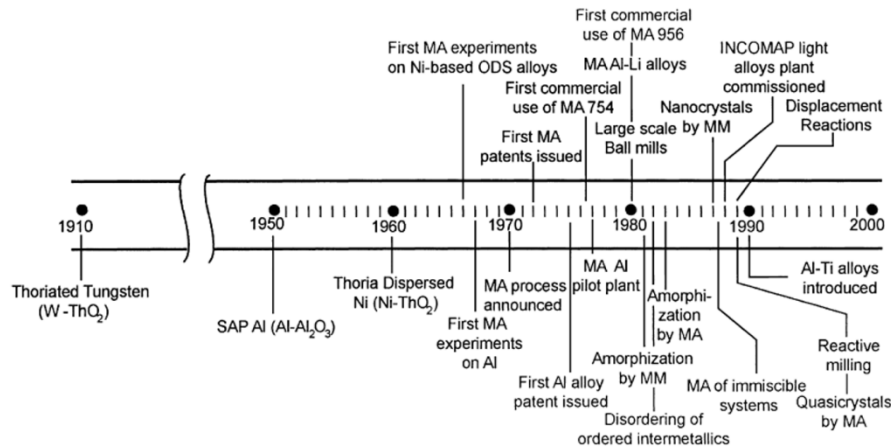 First commercial
use of MA 956
First MA experiments
on Ni-based ODS alloys
MA Al-Li alloys
INCOMAP light
alloys plant
commissioned
First commercial
use of MA 754
Nanocrystals
by MM
Displacement
Reactions
First MA
patents issued
Large scale
Ball mills
1910
1950
1960
1970
1980
1990
2000
Thoriated Tungsten
(W-ThO₂)
SAP Al (Al-Al₂O₃)
Thoria Dispersed
Ni (Ni-ThO₂)
MA process
announced
MA Al
pilot plant
Al-Ti alloys
introduced
First MA
experiments
on Al
Amorphi-
zation
by MA
First Al alloy
patent issued
Amorphization
by MM
Disordering of
ordered intermetallics
MA of immiscible
systems
Reactive
milling
Quasicrystals
by MA